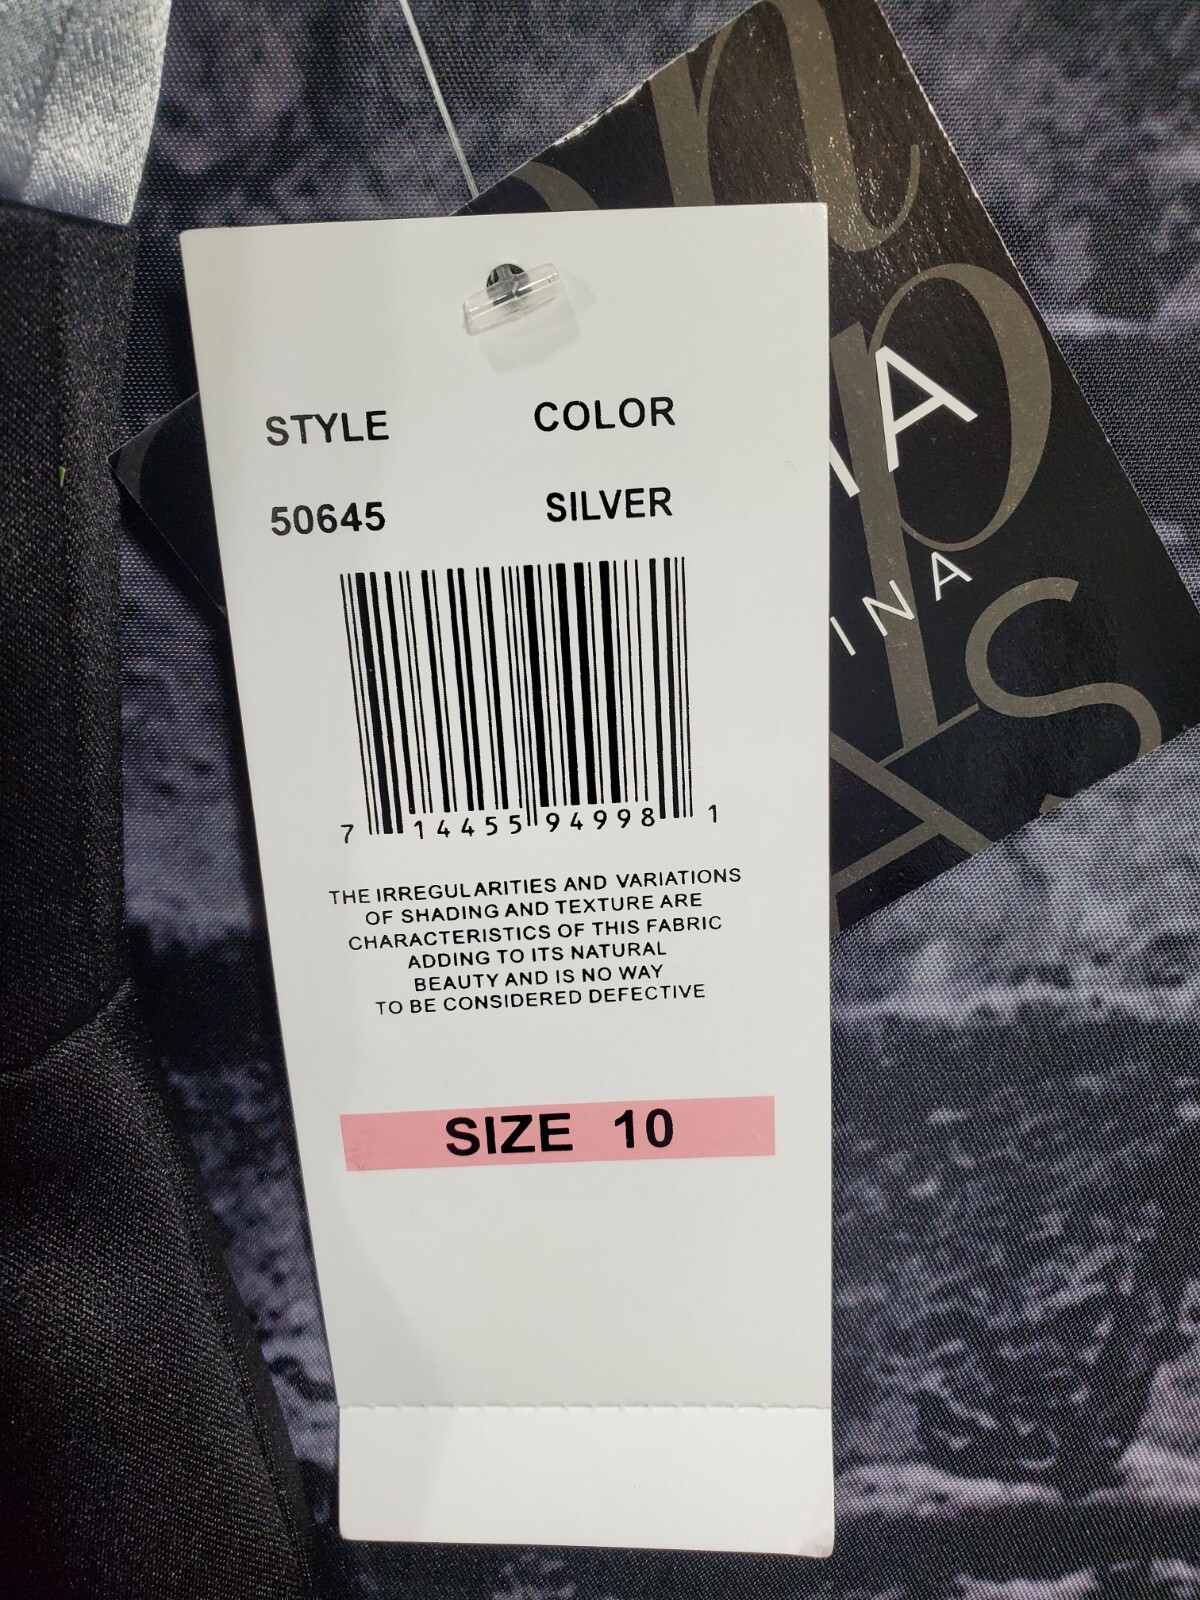 STYLE COLOR
50645 SILVER
7 14455 94998 1
THE IRREGULARITIES AND VARIATIONS
OF SHADING AND TEXTURE ARE
CHARACTERISTICS OF THIS FABRIC
ADDING TO ITS NATURAL
BEAUTY AND IS NO WAY
TO BE CONSIDERED DEFECTIVE
SIZE 10